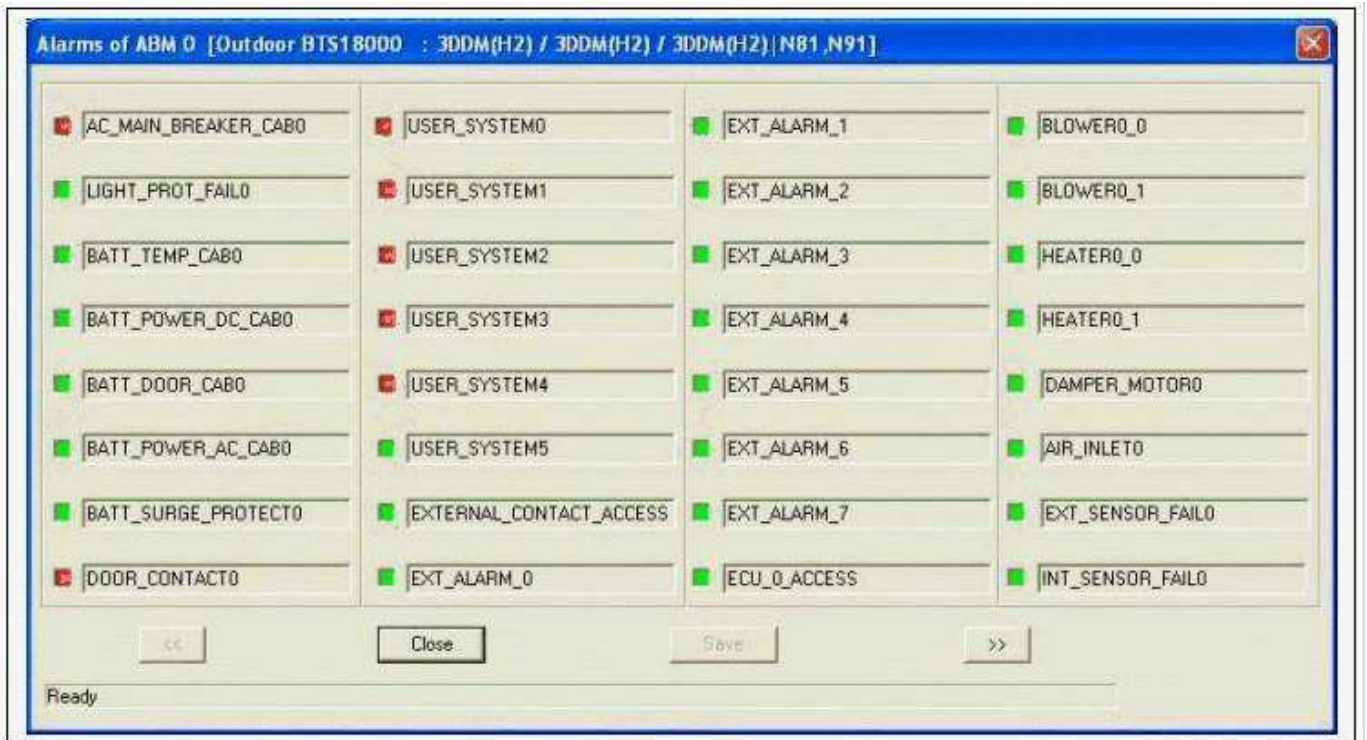 Alarms of ABM 0 [Outdoor BTS18000 : 3DDM(H2) / 3DDM(H2) / 3DDM(H2)|N81 ,N91]
AC_MAIN_BREAKER_CAB0 USER_SYSTEM0 EXT_ALARM_1 BLOWER0_0
LIGHT_PROT_FAIL0 USER_SYSTEM1 EXT_ALARM_2 BLOWER0_1
BATT_TEMP_CAB0 USER_SYSTEM2 EXT_ALARM_3 HEATER0_0
BATT_POWER_DC_CAB0 USER_SYSTEM3 EXT_ALARM_4 HEATER0_1
BATT_DOOR_CAB0 USER_SYSTEM4 EXT_ALARM_5 DAMPER_MOTOR0
BATT_POWER_AC_CAB0 USER_SYSTEM5 EXT_ALARM_6 AIR_INLET0
BATT_SURGE_PROTECT0 EXTERNAL_CONTACT_ACCESS EXT_ALARM_7 EXT_SENSOR_FAIL0
DOOR_CONTACT0 EXT_ALARM_0 ECU_0_ACCESS INT_SENSOR_FAIL0
<< Close Save >>
Ready